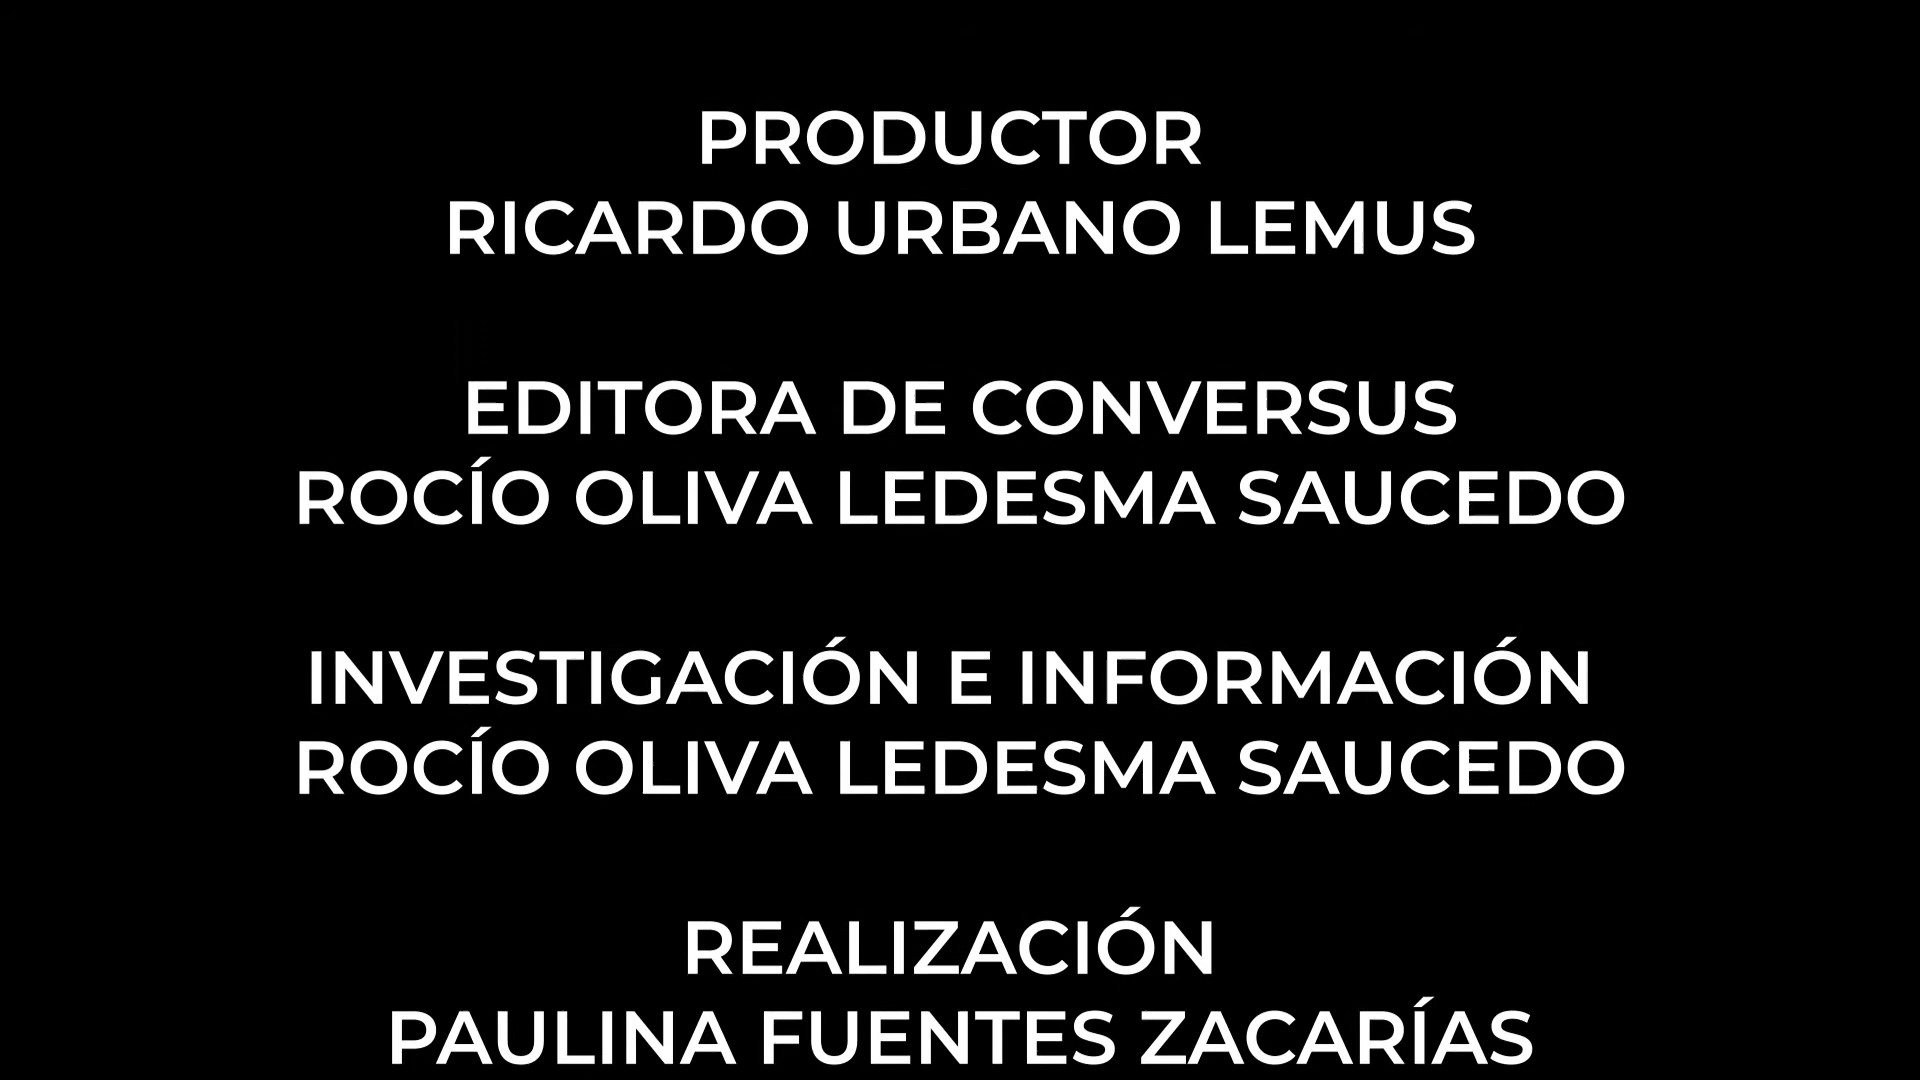 PRODUCTOR
RICARDO URBANO LEMUS
EDITORA DE CONVERSUS
ROCÍO OLIVA LEDESMA SAUCEDO
INVESTIGACIÓN E INFORMACIÓN
ROCÍO OLIVA LEDESMA SAUCEDO
REALIZACIÓN
PAULINA FUENTES ZACARÍAS